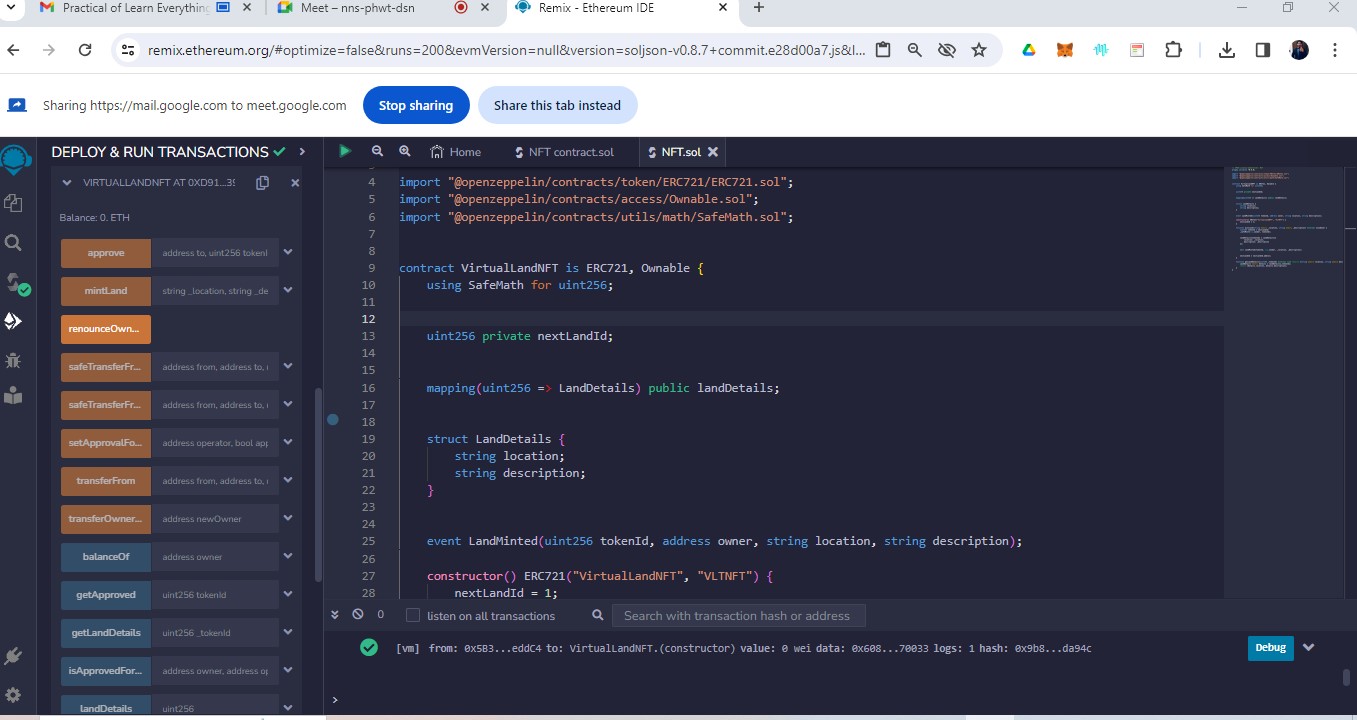 Practical of Learn Everything
Meet – nns-phwt-dsn
Remix - Ethereum IDE
remix.ethereum.org/#optimize=false&runs=200&evmVersion=null&version=soljson-v0.8.7+commit.e28d00a7.js&l...
Sharing https://mail.google.com to meet.google.com
Stop sharing
Share this tab instead
DEPLOY & RUN TRANSACTIONS
VIRTUALLANDNFT AT 0XD91...39
Balance: 0. ETH
approve address to, uint256 tokenI
mintLand string _location, string _de
renounceOwn...
safeTransferFr... address from, address to, 
safeTransferFr... address from, address to, 
setApprovalFo... address operator, bool app
transferFrom address from, address to, 
transferOwner... address newOwner
balanceOf address owner
getApproved uint256 tokenId
getLandDetails uint256 _tokenId
isApprovedFor... address owner, address op
landDetails uint256
Home
NFT contract.sol
NFT.sol
4 import "@openzeppelin/contracts/token/ERC721/ERC721.sol";
5 import "@openzeppelin/contracts/access/Ownable.sol";
6 import "@openzeppelin/contracts/utils/math/SafeMath.sol";
7
8
9 contract VirtualLandNFT is ERC721, Ownable {
10 using SafeMath for uint256;
11
12
13 uint256 private nextLandId;
14
15
16 mapping(uint256 => LandDetails) public landDetails;
17
18
19 struct LandDetails {
20 string location;
21 string description;
22 }
23
24
25 event LandMinted(uint256 tokenId, address owner, string location, string description);
26
27 constructor() ERC721("VirtualLandNFT", "VLTNFT") {
28 nextLandId = 1;
0
listen on all transactions
Search with transaction hash or address
[vm] from: 0x5B3...eddC4 to: VirtualLandNFT.(constructor) value: 0 wei data: 0x608...70033 logs: 1 hash: 0x9b8...da94c
Debug
>